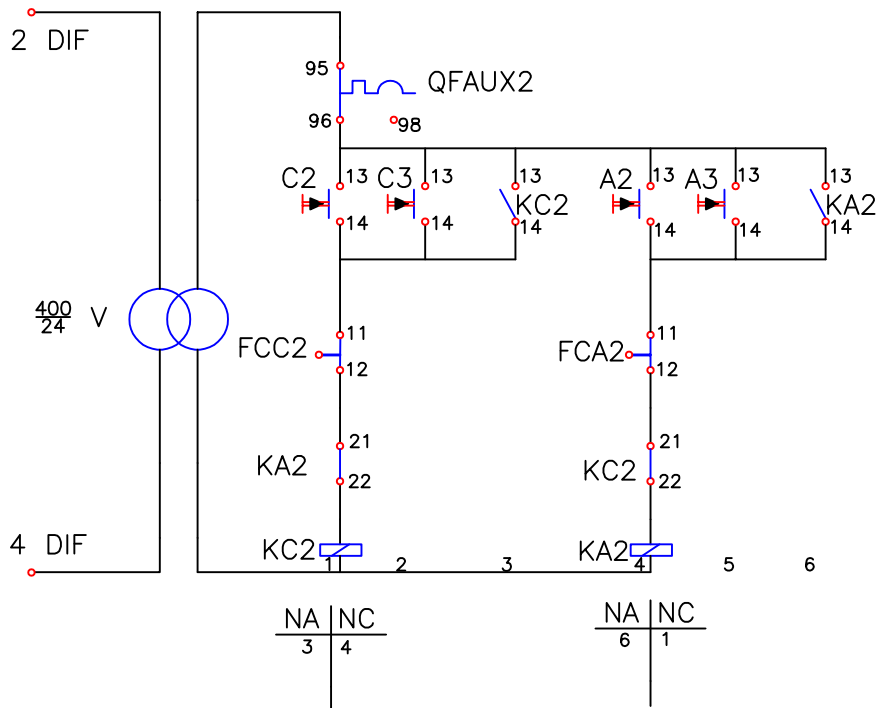 2 DIF
95
QFAUX2
96
98
C2 13
C3 13
13
A2 13
A3 13
13
KC2
KA2
14
14
14
14
14
14
400
24
V
11
FCC2
12
11
FCA2
12
21
KA2
22
21
KC2
22
4 DIF
KC2
KA2
1 2 3 4 5 6
NA NC
3 4
NA NC
6 1